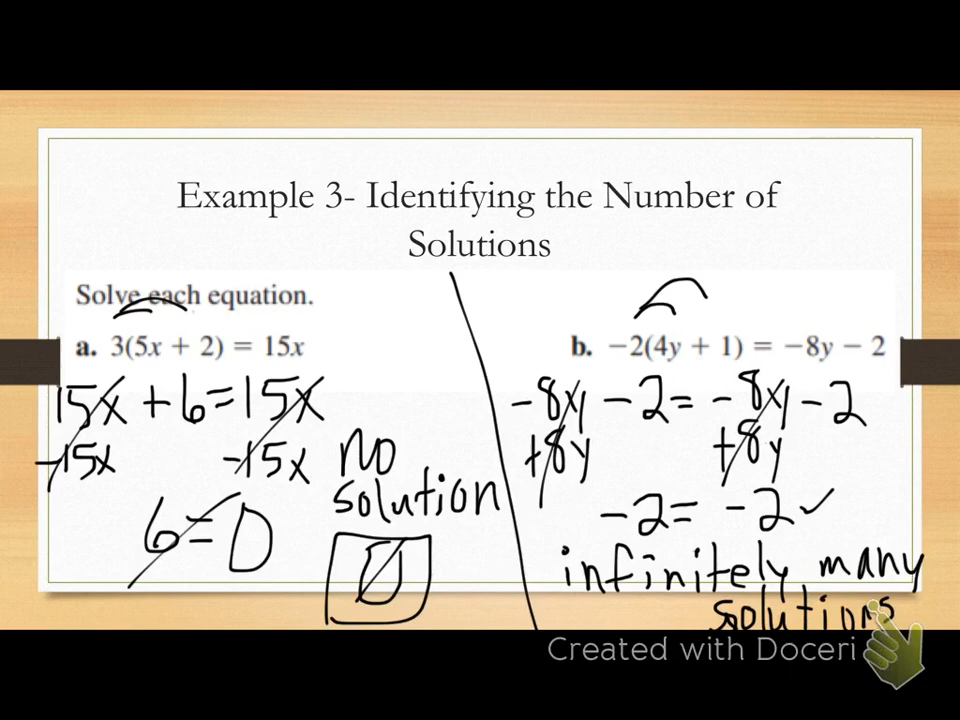 Example 3- Identifying the Number of
Solutions
Solve each equation.
a. 3(5x + 2) = 15x
15x + 6 = 15x
-15x -15x
6 = 0
no
solution
∅
b. −2(4y + 1) = −8y − 2
-8y - 2 = -8y - 2
+8y +8y
-2 = -2 ✓
infinitely many
solutions
Created with Doceri